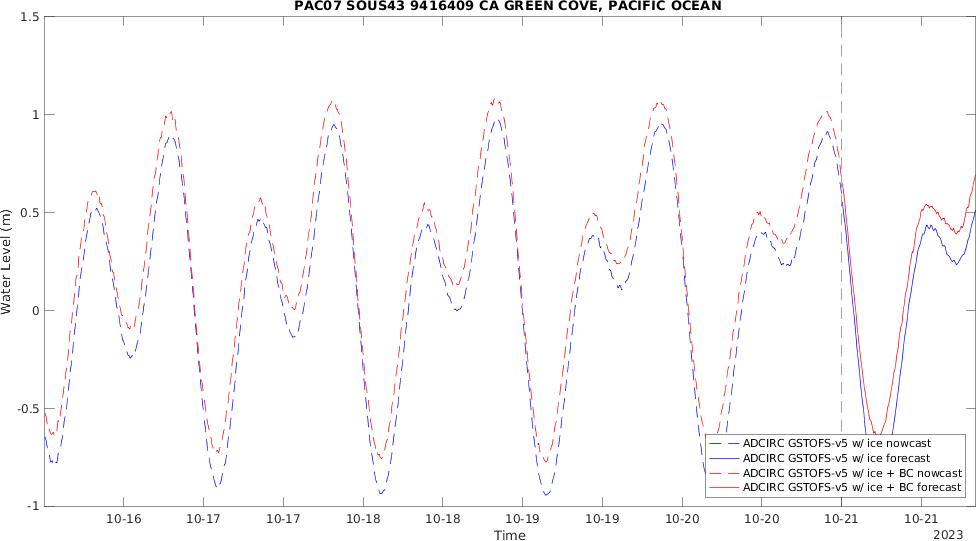 PAC07 SOUS43 9416409 CA GREEN COVE, PACIFIC OCEAN
1.5
1
0.5
0
-0.5
-1
Water Level (m)
10-16
10-17
10-17
10-18
10-18
10-19
10-19
10-20
10-20
10-21
10-21
2023
Time
ADCIRC GSTOFS-v5 w/ ice nowcast
ADCIRC GSTOFS-v5 w/ ice forecast
ADCIRC GSTOFS-v5 w/ ice + BC nowcast
ADCIRC GSTOFS-v5 w/ ice + BC forecast